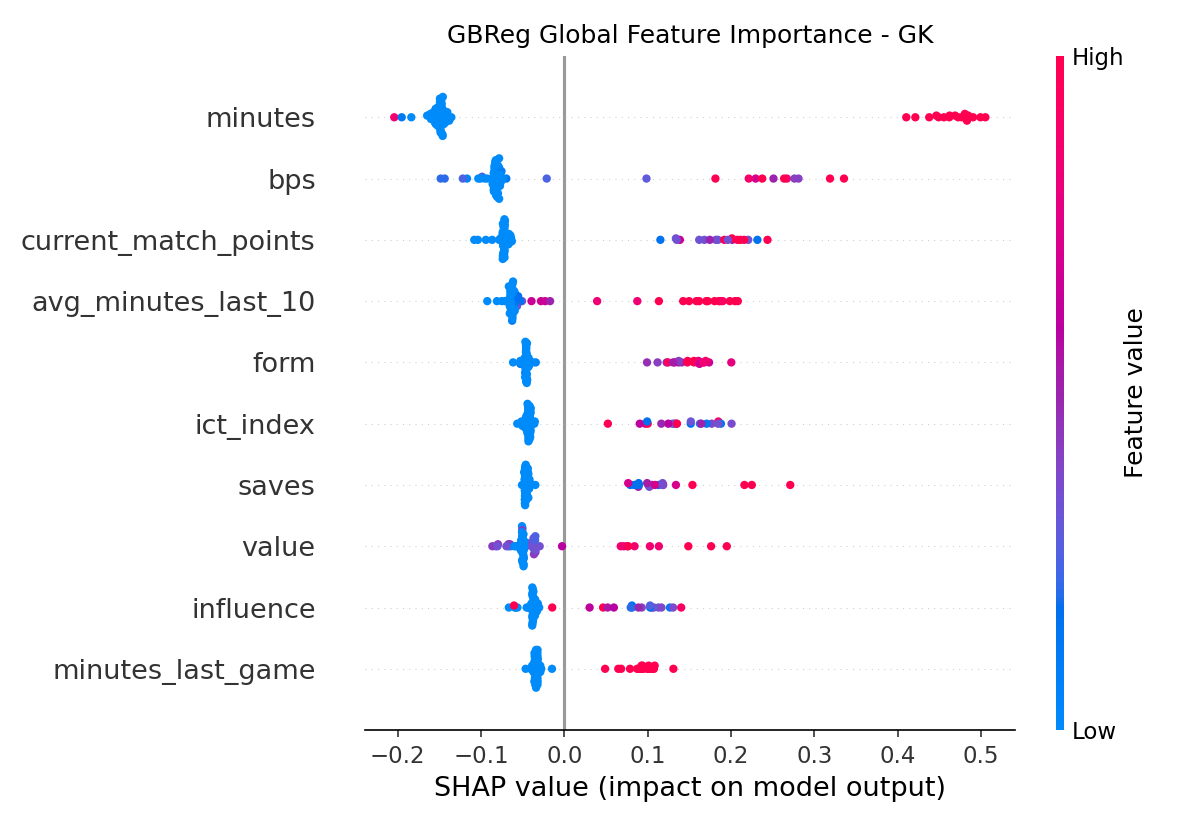 GBReg Global Feature Importance - GK
High
minutes
bps
current_match_points
avg_minutes_last_10
form
ict_index
saves
value
influence
minutes_last_game
Feature value
Low
−0.2 −0.1 0.0 0.1 0.2 0.3 0.4 0.5
SHAP value (impact on model output)